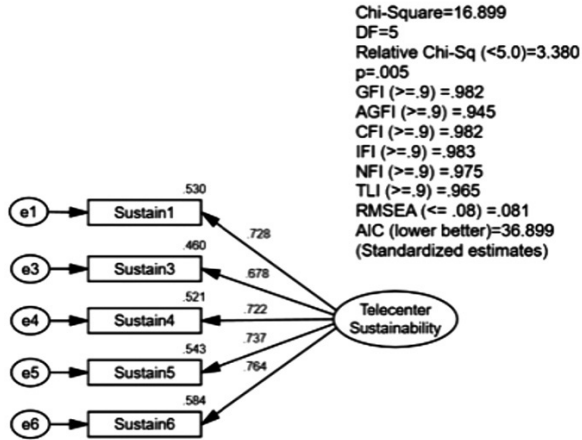 Chi-Square=16.899
DF=5
Relative Chi-Sq (<5.0)=3.380
p=.005
GFI (>=.9) =.982
AGFI (>=.9) =.945
CFI (>=.9) =.982
IFI (>=.9) =.983
NFI (>=.9) =.975
TLI (>=.9) =.965
RMSEA (<= .08) =.081
AIC (lower better)=36.899
(Standardized estimates)
.530
e1 Sustain1
.728
.460
e3 Sustain3
.678
.521
e4 Sustain4
.722
Telecenter
Sustainability
.737
.543
e5 Sustain5
.764
.584
e6 Sustain6